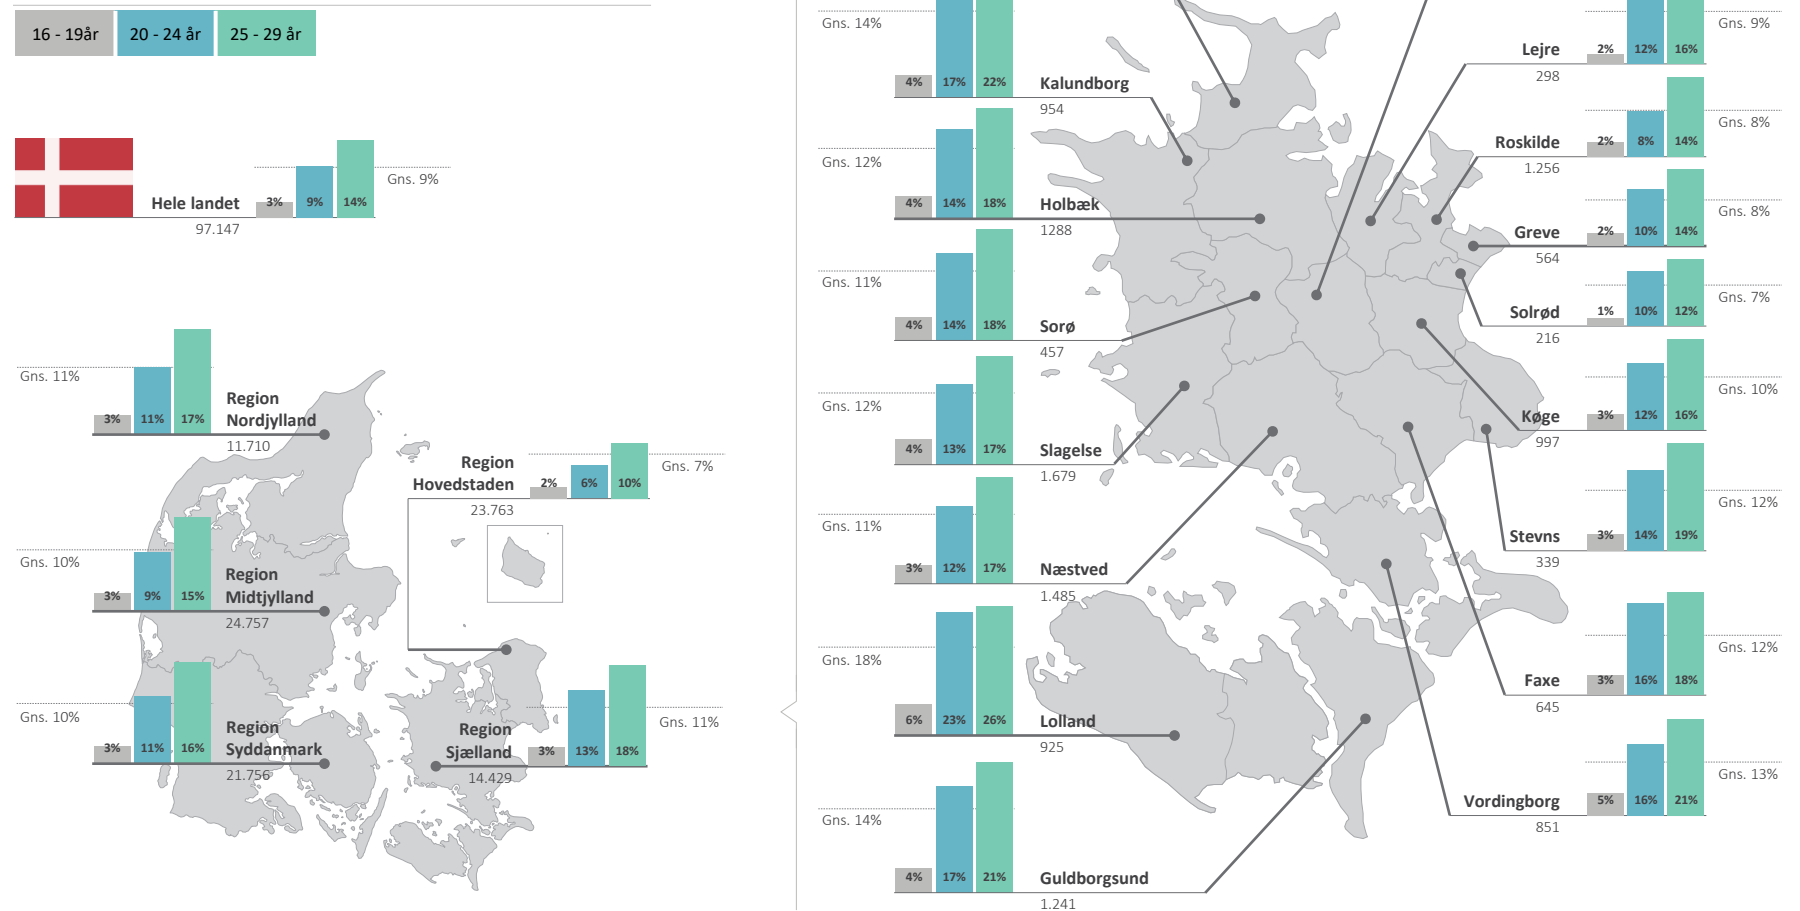 16 - 19år
20 - 24 år
25 - 29 år
Hele landet
97.147
3%
9%
14%
Gns. 9%
Gns. 11%
3%
11%
17%
Region
Nordjylland
11.710
Region
Hovedstaden
23.763
2%
6%
10%
Gns. 7%
Gns. 10%
3%
9%
15%
Region
Midtjylland
24.757
Gns. 10%
3%
11%
16%
Region
Syddanmark
21.756
Region
Sjælland
14.429
3%
13%
18%
Gns. 11%
Gns. 14%
4%
17%
22%
Kalundborg
954
Gns. 12%
4%
14%
18%
Holbæk
1288
Gns. 11%
4%
14%
18%
Sorø
457
Gns. 12%
4%
13%
17%
Slagelse
1.679
Gns. 11%
3%
12%
17%
Næstved
1.485
Gns. 18%
6%
23%
26%
Lolland
925
Gns. 14%
4%
17%
21%
Guldborgsund
1.241
Lejre
298
2%
12%
16%
Gns. 9%
Roskilde
1.256
2%
8%
14%
Gns. 8%
Greve
564
2%
10%
14%
Gns. 8%
Solrød
216
1%
10%
12%
Gns. 7%
Køge
997
3%
12%
16%
Gns. 10%
Stevns
339
3%
14%
19%
Gns. 12%
Faxe
645
3%
16%
18%
Gns. 12%
Vordingborg
851
5%
16%
21%
Gns. 13%